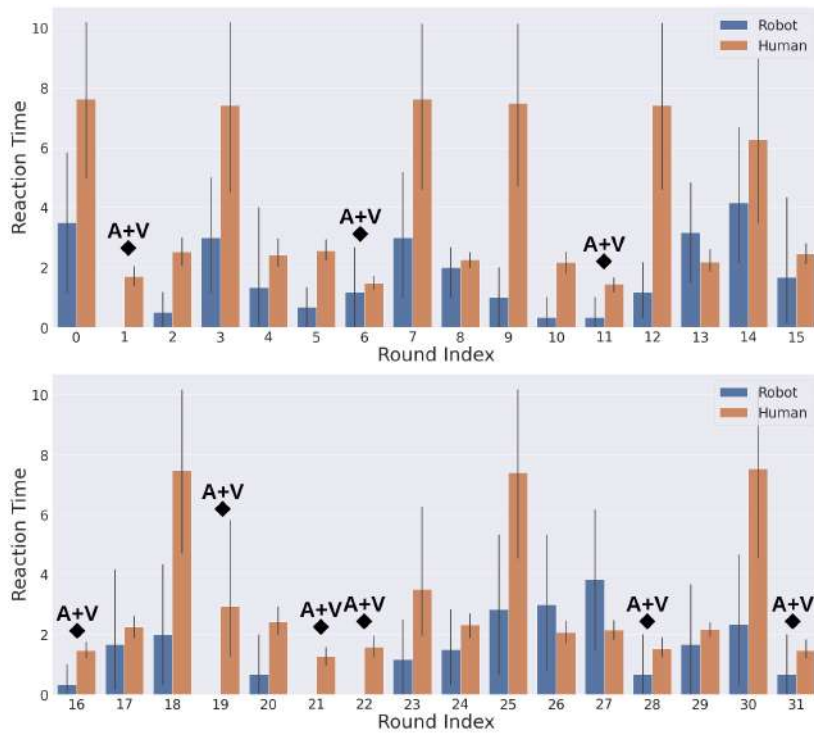 10
8
6
4
2
0
Reaction Time
Robot
Human
A+V
A+V
A+V
0 1 2 3 4 5 6 7 8 9 10 11 12 13 14 15
Round Index
10
8
6
4
2
0
Reaction Time
Robot
Human
A+V
A+V
A+V
A+V
A+V
A+V
16 17 18 19 20 21 22 23 24 25 26 27 28 29 30 31
Round Index